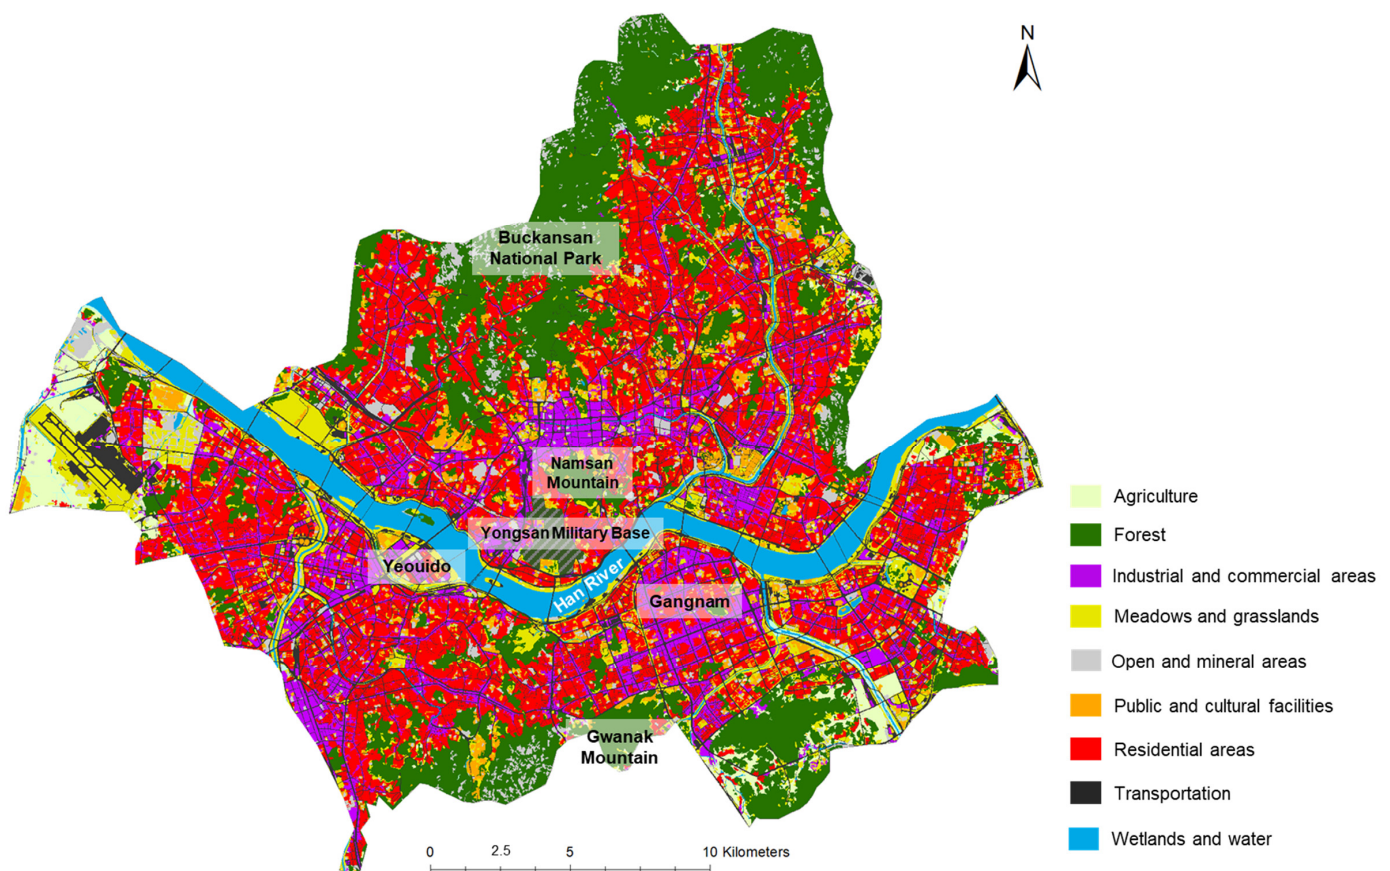 N
Buckansan
National Park
Namsan
Mountain
Yongsan Military Base
Yeouido
Han River
Gangnam
Gwanak
Mountain
Agriculture
Forest
Industrial and commercial areas
Meadows and grasslands
Open and mineral areas
Public and cultural facilities
Residential areas
Transportation
Wetlands and water
0 2.5 5 10 Kilometers